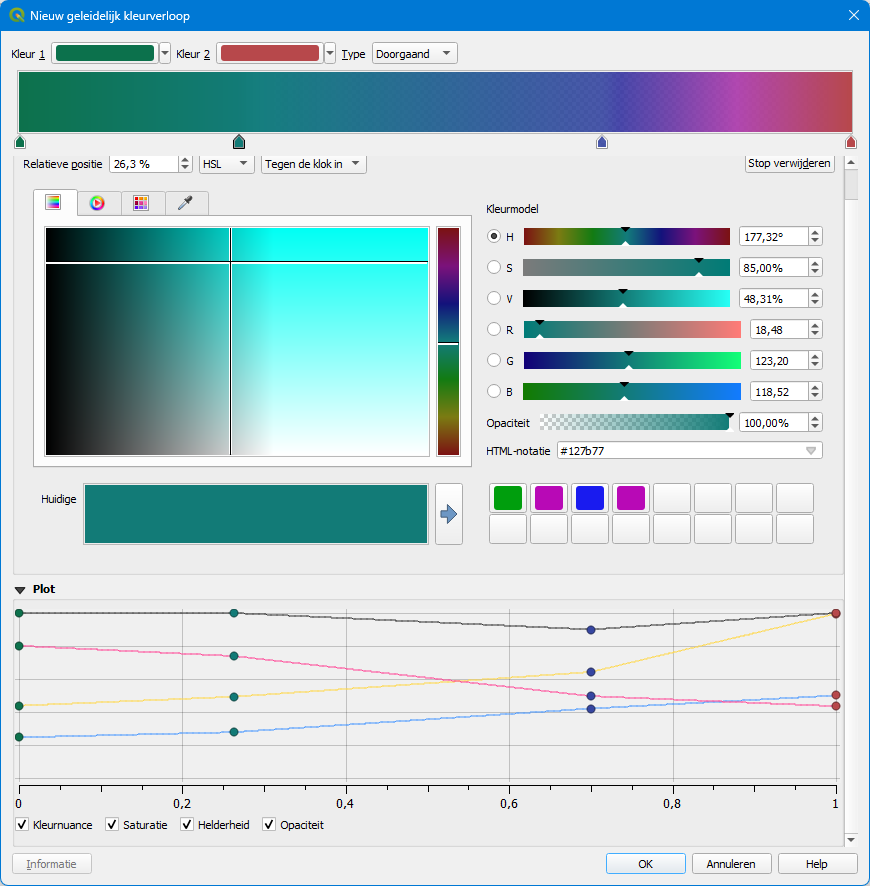 Nieuw geleidelijk kleurverloop
Kleur 1 Kleur 2 Type Doorgaand
Relatieve positie 26,3 % HSL Tegen de klok in Stop verwijderen
Kleurmodel
H 177,32°
S 85,00%
V 48,31%
R 18,48
G 123,20
B 118,52
Opaciteit 100,00%
HTML-notatie #127b77
Huidige
Plot
0 0,2 0,4 0,6 0,8 1
Kleurnuance Saturatie Helderheid Opaciteit
Informatie OK Annuleren Help